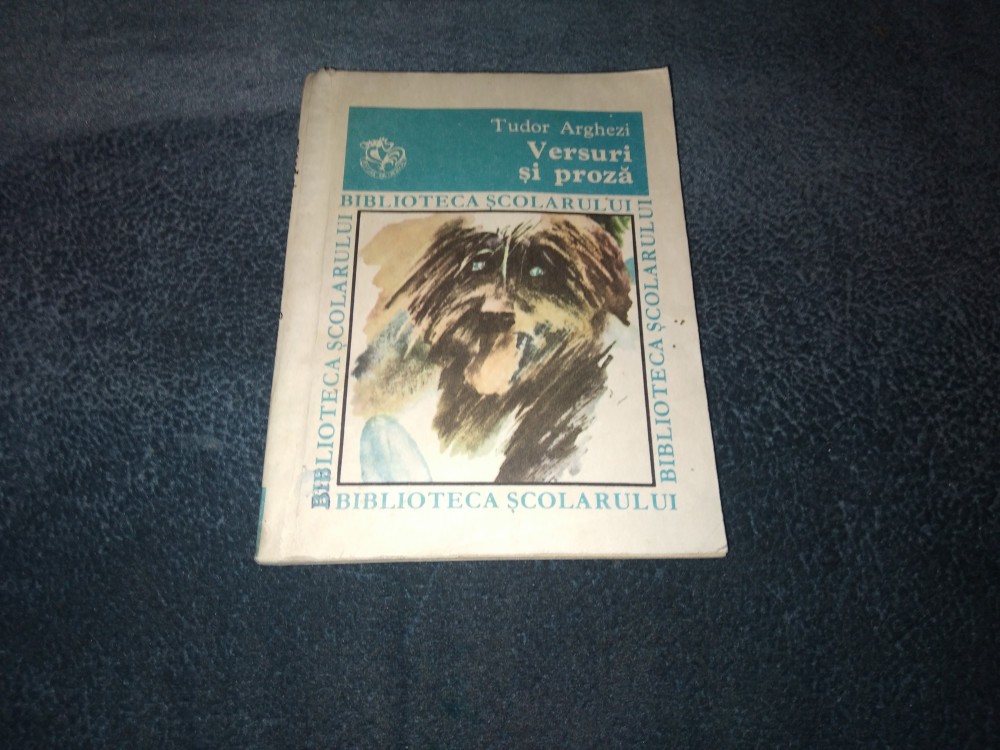 Tudor Arghezi
Versuri
și proză
BIBLIOTECA ȘCOLARULUI
BIBLIOTECA ȘCOLARULUI
BIBLIOTECA ȘCOLARULUI
BIBLIOTECA ȘCOLARULUI